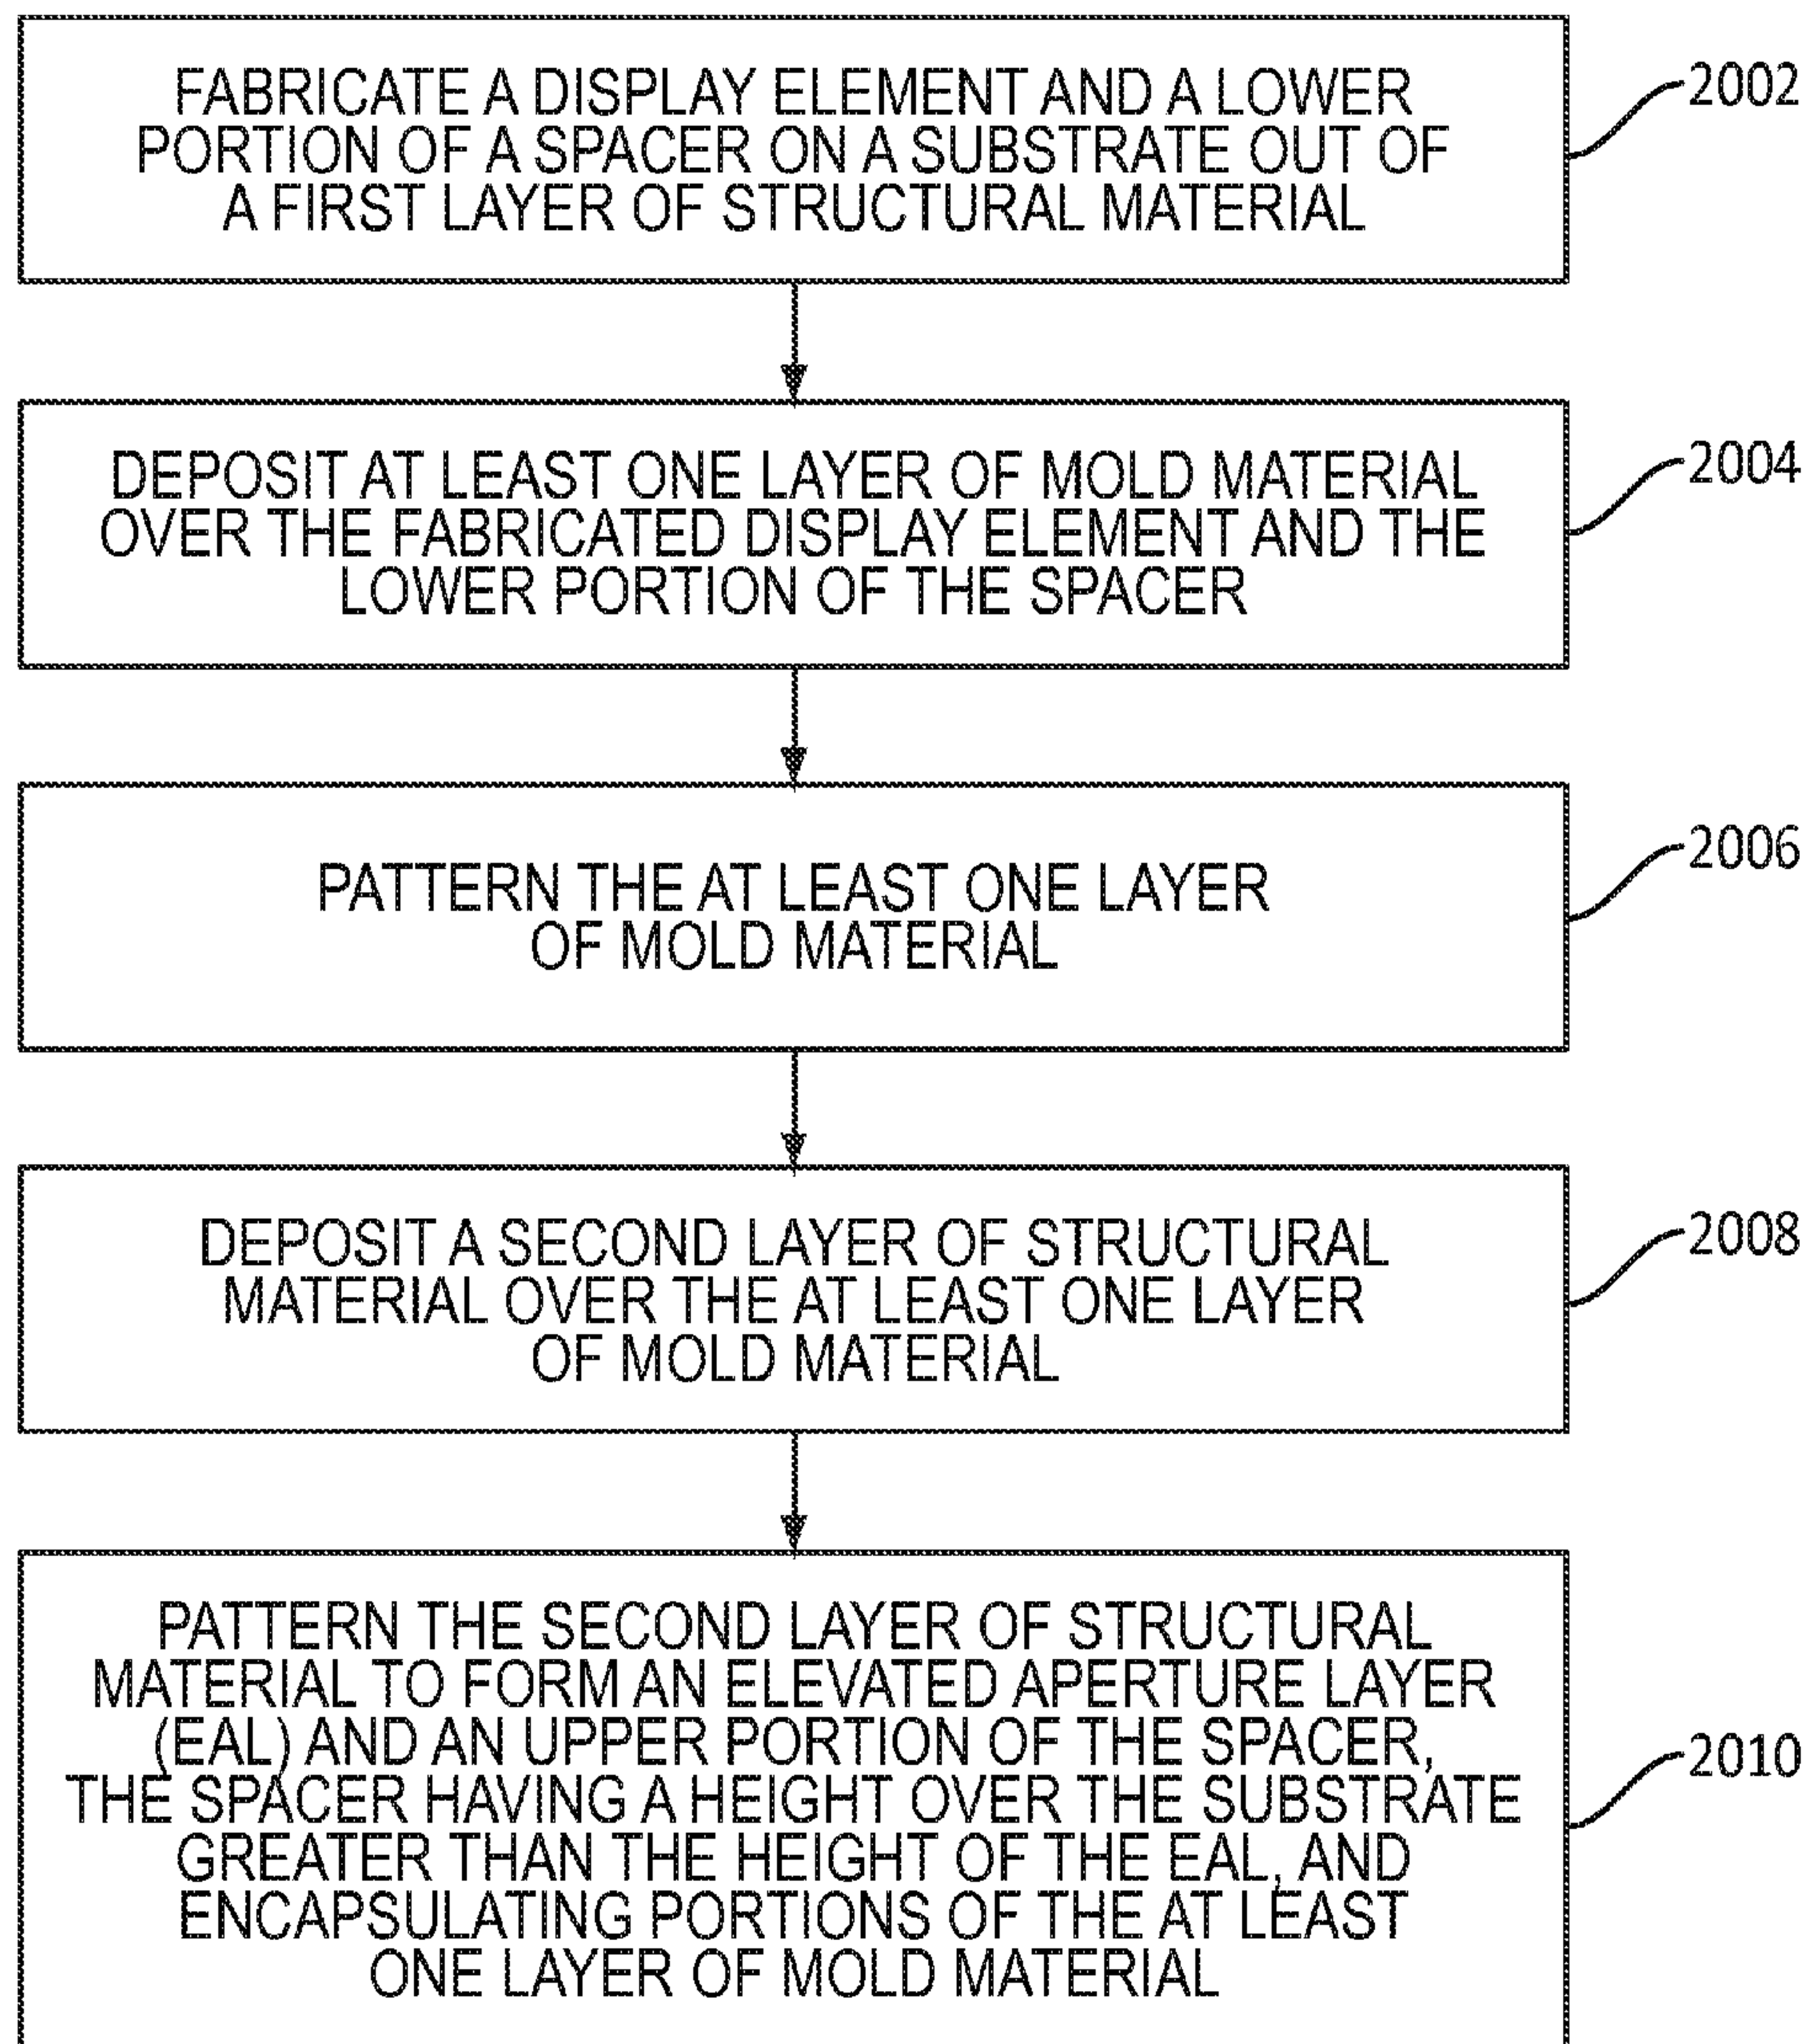 FABRICATE A DISPLAY ELEMENT AND A LOWER
PORTION OF A SPACER ON A SUBSTRATE OUT OF
A FIRST LAYER OF STRUCTURAL MATERIAL
2002
DEPOSIT AT LEAST ONE LAYER OF MOLD MATERIAL
OVER THE FABRICATED DISPLAY ELEMENT AND THE
LOWER PORTION OF THE SPACER
2004
PATTERN THE AT LEAST ONE LAYER
OF MOLD MATERIAL
2006
DEPOSIT A SECOND LAYER OF STRUCTURAL
MATERIAL OVER THE AT LEAST ONE LAYER
OF MOLD MATERIAL
2008
PATTERN THE SECOND LAYER OF STRUCTURAL
MATERIAL TO FORM AN ELEVATED APERTURE LAYER
(EAL) AND AN UPPER PORTION OF THE SPACER,
THE SPACER HAVING A HEIGHT OVER THE SUBSTRATE
GREATER THAN THE HEIGHT OF THE EAL, AND
ENCAPSULATING PORTIONS OF THE AT LEAST
ONE LAYER OF MOLD MATERIAL
2010